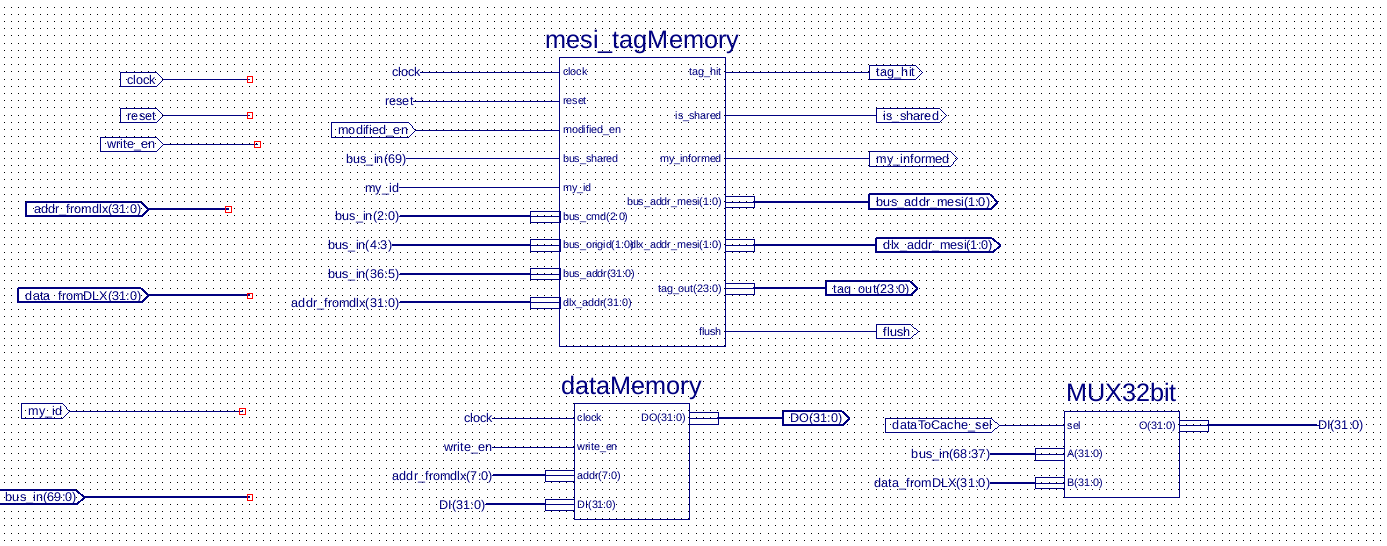 mesi_tagMemory
clock
reset
write_en
addr_fromdlx(31:0)
data_fromDLX(31:0)
my_id
bus_in(69:0)
clock
reset
modified_en
bus_in(69)
my_id
bus_in(2:0)
bus_in(4:3)
bus_in(36:5)
addr_fromdlx(31:0)
clock
reset
modified_en
bus_shared
my_id
bus_cmd(2:0)
bus_origid(1:0)
bus_addr(31:0)
dlx_addr(31:0)
tag_hit
is_shared
my_informed
bus_addr_mesi(1:0)
dlx_addr_mesi(1:0)
tag_out(23:0)
flush
tag_hit
is_shared
my_informed
bus_addr_mesi(1:0)
dlx_addr_mesi(1:0)
tag_out(23:0)
flush
dataMemory
clock
write_en
addr_fromdlx(7:0)
DI(31:0)
clock
write_en
addr(7:0)
DI(31:0)
DO(31:0)
DO(31:0)
MUX32bit
dataToCache_sel
bus_in(68:37)
data_fromDLX(31:0)
sel
A(31:0)
B(31:0)
O(31:0)
DI(31:0)